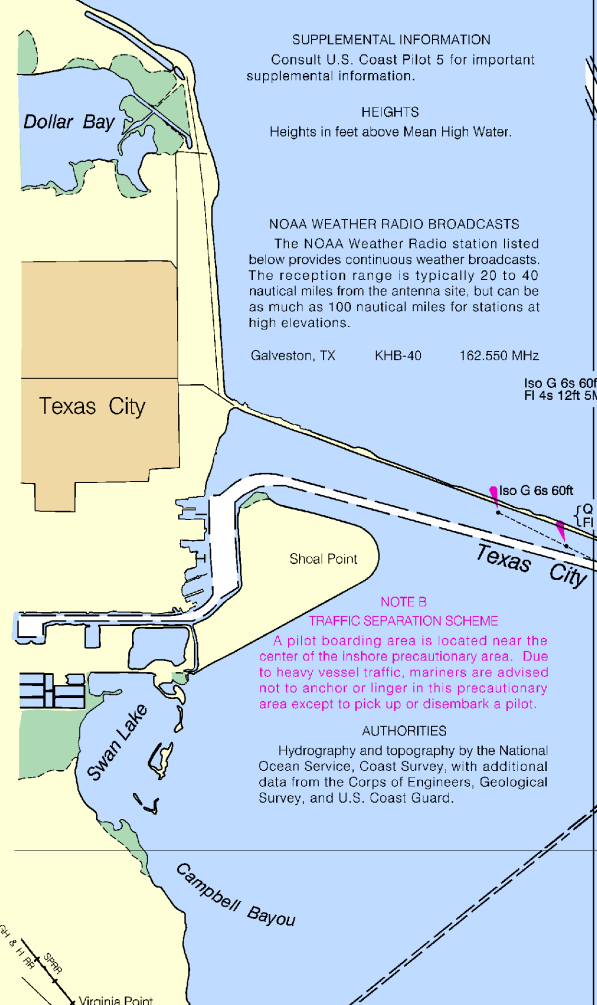 SUPPLEMENTAL INFORMATION
Consult U.S. Coast Pilot 5 for important
supplemental information.
HEIGHTS
Heights in feet above Mean High Water.
Dollar Bay
NOAA WEATHER RADIO BROADCASTS
The NOAA Weather Radio station listed
below provides continuous weather broadcasts.
The reception range is typically 20 to 40
nautical miles from the antenna site, but can be
as much as 100 nautical miles for stations at
high elevations.
Galveston, TX KHB-40 162.550 MHz
Iso G 6s 60f
Fl 4s 12ft 5M
Texas City
Iso G 6s 60ft
Q
Fl
Texas City
Shoal Point
NOTE B
TRAFFIC SEPARATION SCHEME
A pilot boarding area is located near the
center of the inshore precautionary area. Due
to heavy vessel traffic, mariners are advised
not to anchor or linger in this precautionary
area except to pick up or disembark a pilot.
Swan Lake
AUTHORITIES
Hydrography and topography by the National
Ocean Service, Coast Survey, with additional
data from the Corps of Engineers, Geological
Survey, and U.S. Coast Guard.
Campbell Bayou
GH & H RR
SPRR
Virginia Point